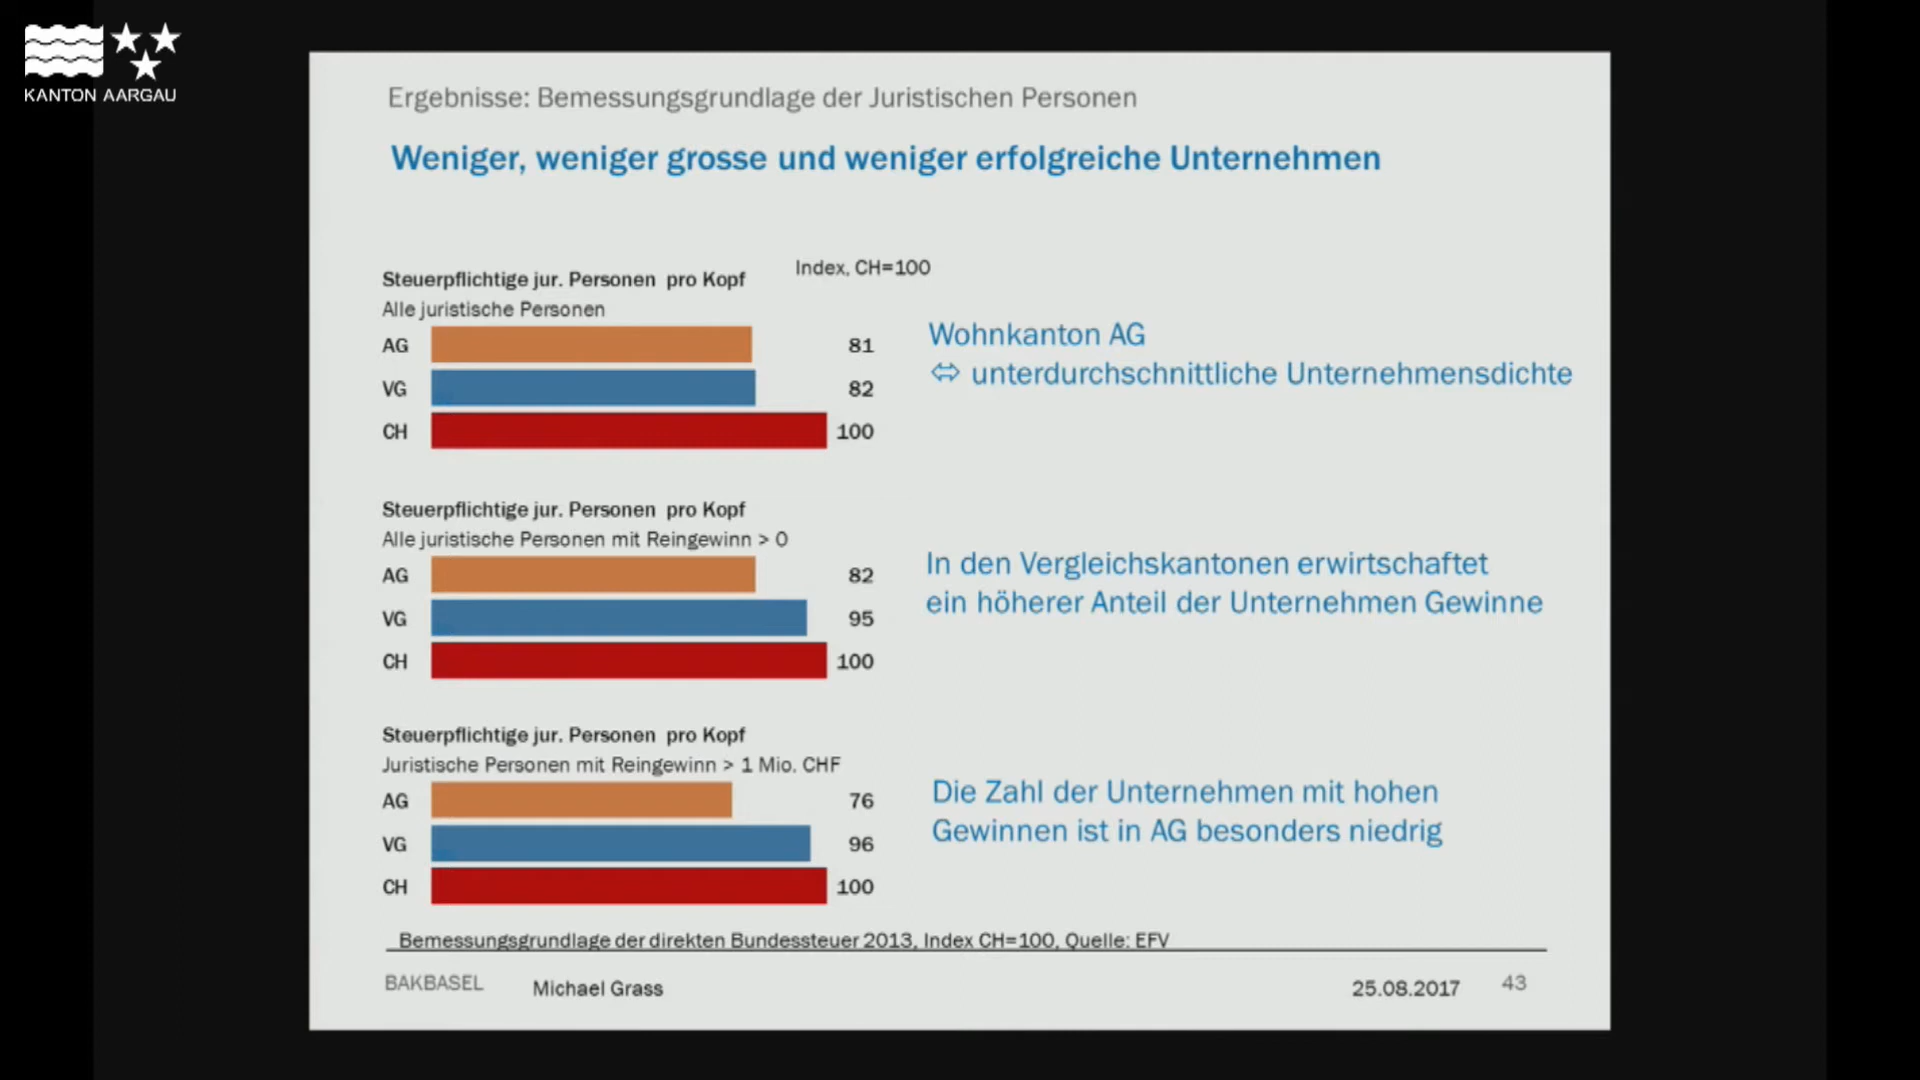 KANTON AARGAU
Ergebnisse: Bemessungsgrundlage der Juristischen Personen
Weniger, weniger grosse und weniger erfolgreiche Unternehmen
Index, CH=100
Steuerpflichtige jur. Personen pro Kopf
Alle juristische Personen
AG 81
VG 82
CH 100
Wohnkanton AG
⇔ unterdurchschnittliche Unternehmensdichte
Steuerpflichtige jur. Personen pro Kopf
Alle juristische Personen mit Reingewinn > 0
AG 82
VG 95
CH 100
In den Vergleichskantonen erwirtschaftet
ein höherer Anteil der Unternehmen Gewinne
Steuerpflichtige jur. Personen pro Kopf
Juristische Personen mit Reingewinn > 1 Mio. CHF
AG 76
VG 96
CH 100
Die Zahl der Unternehmen mit hohen
Gewinnen ist in AG besonders niedrig
Bemessungsgrundlage der direkten Bundessteuer 2013, Index CH=100, Quelle: EFV
BAKBASEL Michael Grass 25.08.2017 43